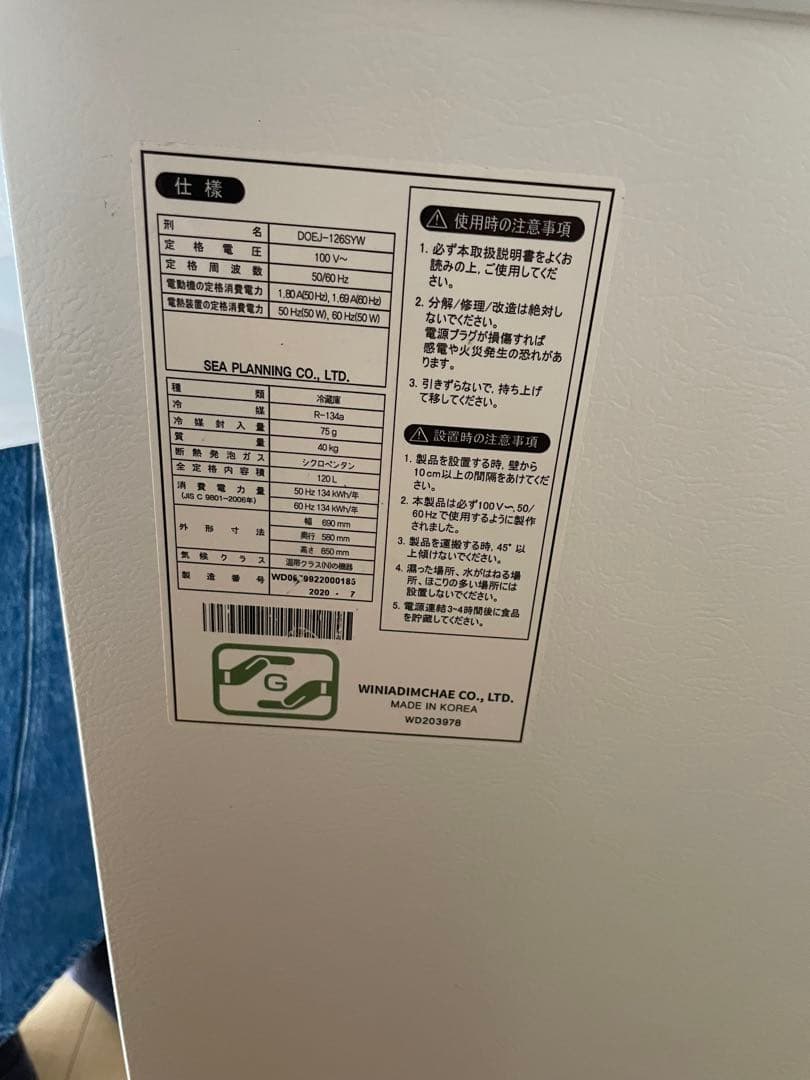 仕様
刑名 DOEJ-126SYW
定格電圧 100 V～
定格周波数 50/60 Hz
電動機の定格消費電力 1.80 A(50 Hz), 1.69 A(60 Hz)
電熱装置の定格消費電力 50 Hz(50 W), 60 Hz(50 W)
SEA PLANNING CO., LTD.
種類 冷蔵庫
冷媒 R-134a
冷媒封入量 75 g
質量 40 kg
断熱発泡ガス シクロペンタン
全定格内容積 120 L
消費電力量 50 Hz 134 kWh/年
(JIS C 9801-2006年) 60 Hz 134 kWh/年
外形寸法 幅 690 mm
奥行 580 mm
高さ 850 mm
気候クラス 温帯クラス(N)の機器
製造番号 9922000185
2020 - 7
G
⚠ 使用時の注意事項
1. 必ず本取扱説明書をよくお
読みの上, ご使用してくだ
さい。
2. 分解/修理/改造は絶対し
ないでください。
電源プラグが損傷すれば
感電や火災発生の恐れがあ
ります。
3. 引きずらないで, 持ち上げ
て移してください。
⚠ 設置時の注意事項
1. 製品を設置する時, 壁から
10 cm以上の間隔をあけてくだ
さい。
2. 本製品は必ず100 V～, 50/
60 Hzで使用するように製作
されました。
3. 製品を運搬する時, 45° 以
上傾けないでください。
4. 濕った場所、水がはねる場
所、ほこりの多い場所には
設置しないでください。
5. 電源連結3~4時間後に食品
を貯蔵してください。
WINIADIMCHAE CO., LTD.
MADE IN KOREA
WD203978